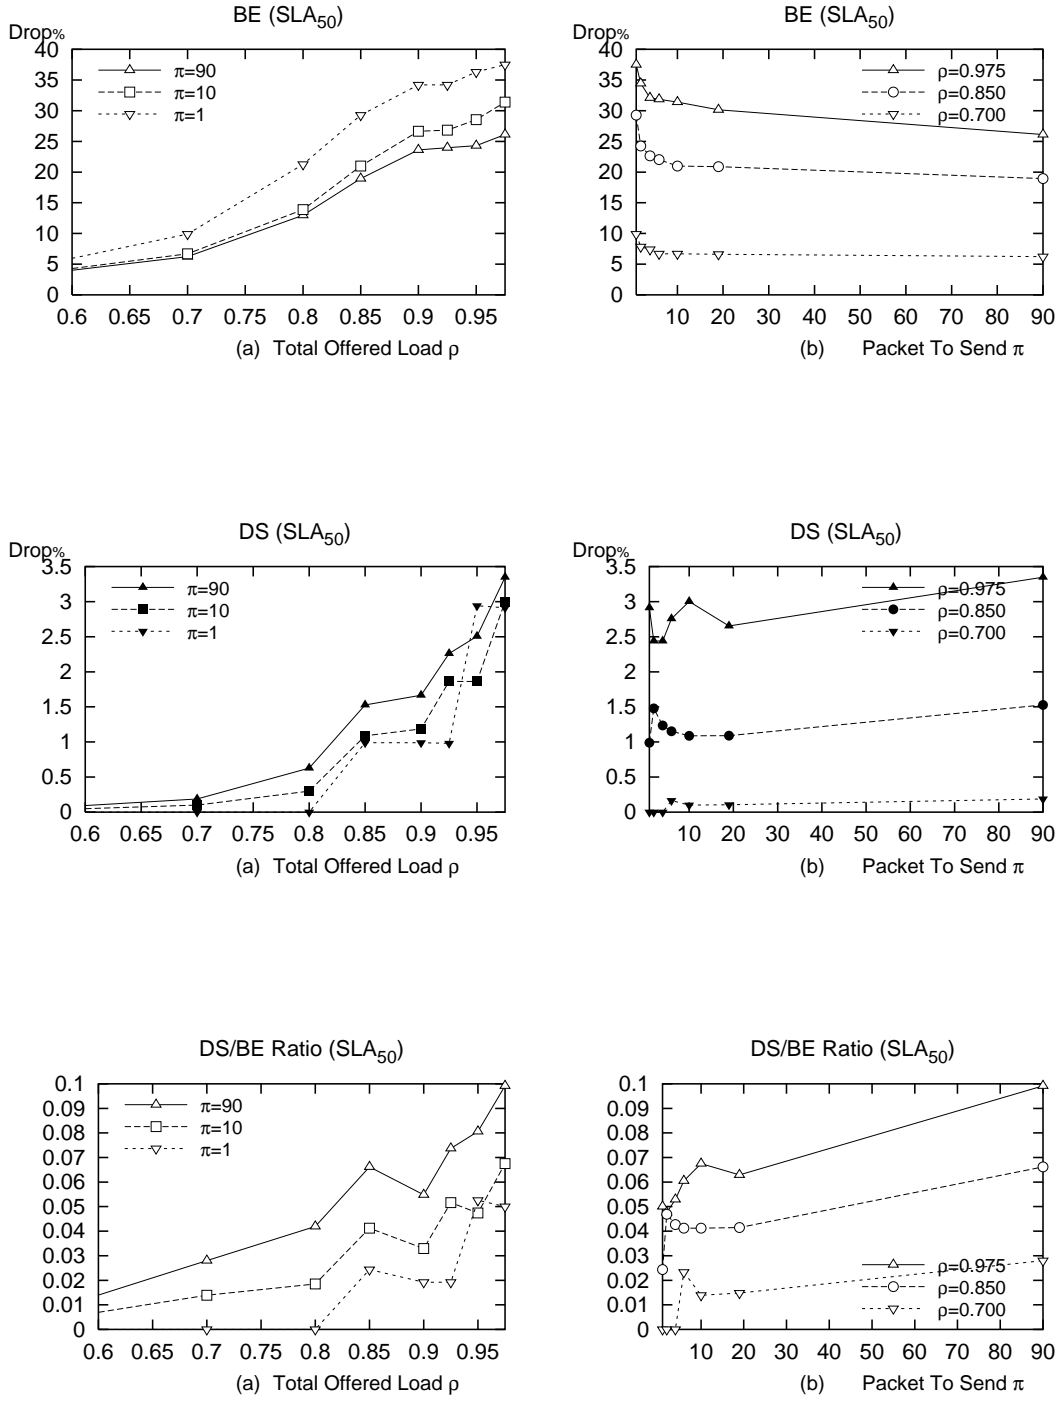 BE (SLA50)
Drop%
40
35
30
25
20
15
10
5
0
π=90
π=10
π=1
0.6 0.65 0.7 0.75 0.8 0.85 0.9 0.95
(a) Total Offered Load ρ
BE (SLA50)
Drop%
40
35
30
25
20
15
10
5
0
ρ=0.975
ρ=0.850
ρ=0.700
10 20 30 40 50 60 70 80 90
(b) Packet To Send π
DS (SLA50)
Drop%
3.5
3
2.5
2
1.5
1
0.5
0
π=90
π=10
π=1
0.6 0.65 0.7 0.75 0.8 0.85 0.9 0.95
(a) Total Offered Load ρ
DS (SLA50)
Drop%
3.5
3
2.5
2
1.5
1
0.5
0
ρ=0.975
ρ=0.850
ρ=0.700
10 20 30 40 50 60 70 80 90
(b) Packet To Send π
DS/BE Ratio (SLA50)
0.1
0.09
0.08
0.07
0.06
0.05
0.04
0.03
0.02
0.01
0
π=90
π=10
π=1
0.6 0.65 0.7 0.75 0.8 0.85 0.9 0.95
(a) Total Offered Load ρ
DS/BE Ratio (SLA50)
0.1
0.09
0.08
0.07
0.06
0.05
0.04
0.03
0.02
0.01
0
ρ=0.975
ρ=0.850
ρ=0.700
10 20 30 40 50 60 70 80 90
(b) Packet To Send π